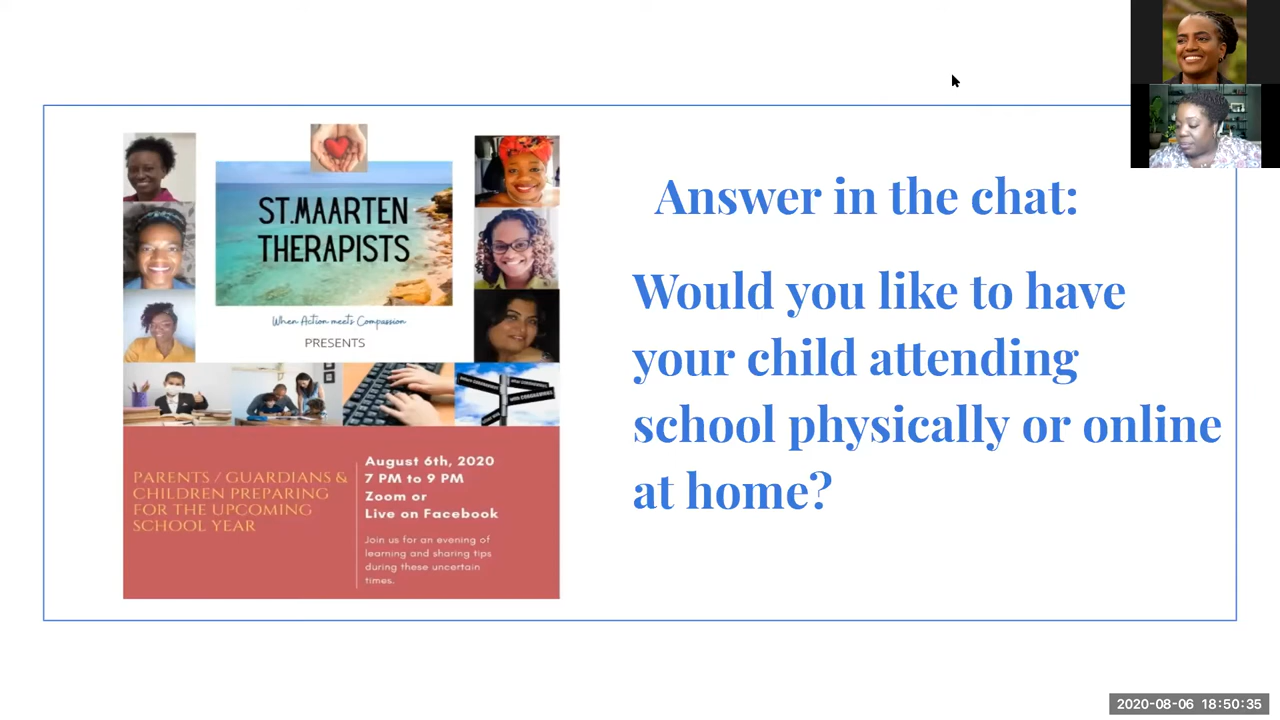 ST.MAARTEN
THERAPISTS
When Action meets Compassion
PRESENTS
PARENTS / GUARDIANS &
CHILDREN PREPARING
FOR THE UPCOMING
SCHOOL YEAR
August 6th, 2020
7 PM to 9 PM
Zoom or
Live on Facebook
Join us for an evening of
learning and sharing tips
during these uncertain
times.
Answer in the chat:
Would you like to have
your child attending
school physically or online
at home?
2020-08-06 18:50:35